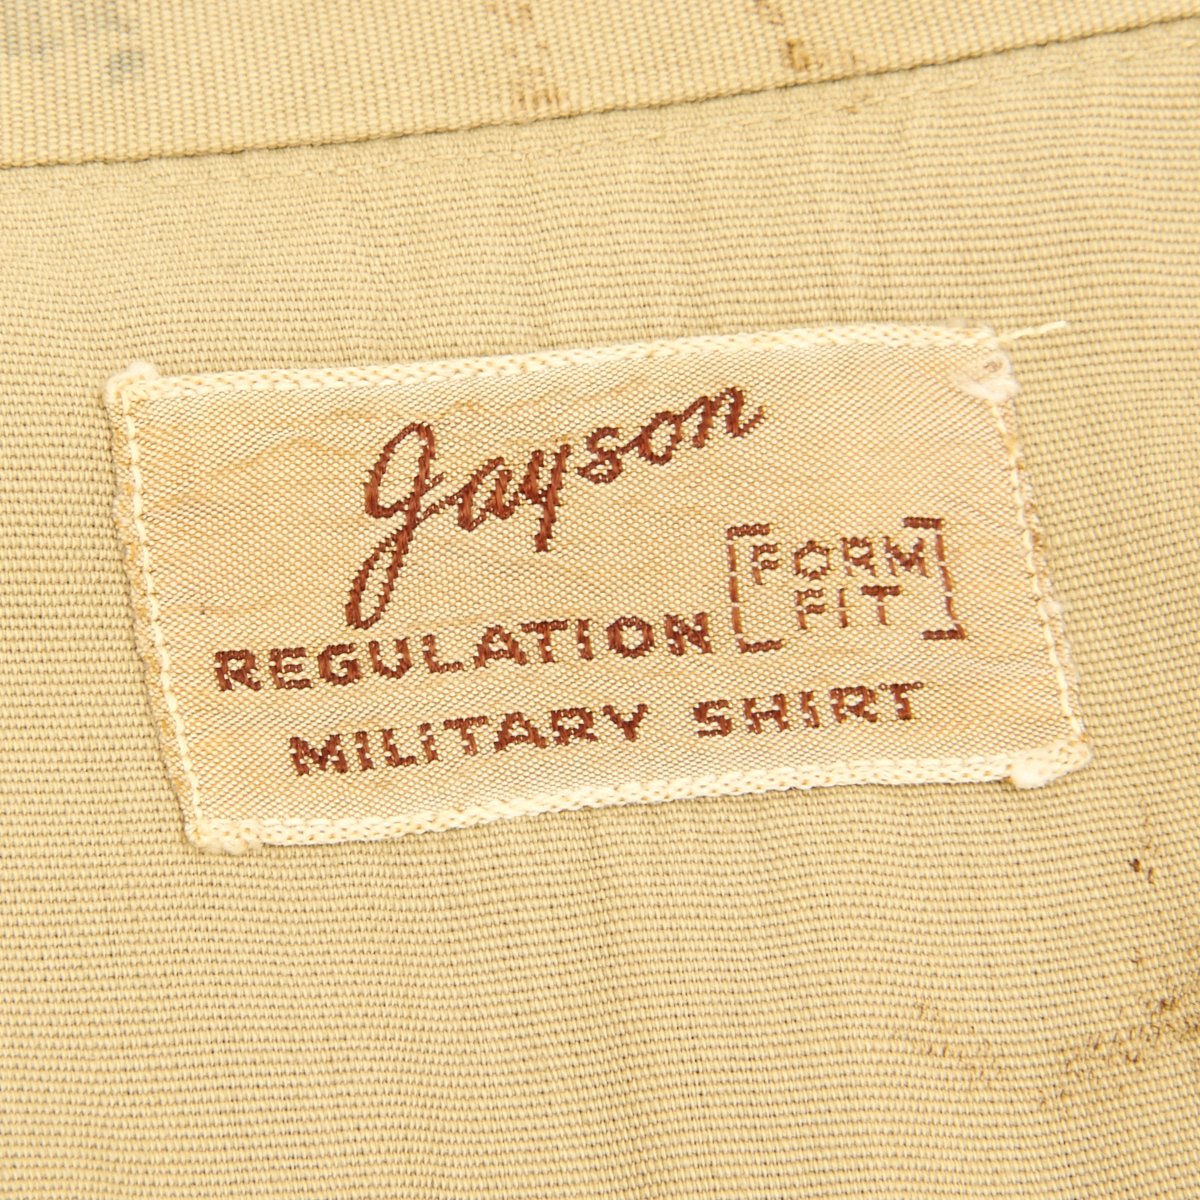 Jayson
[FORM
FIT]
REGULATION
MILITARY SHIRT